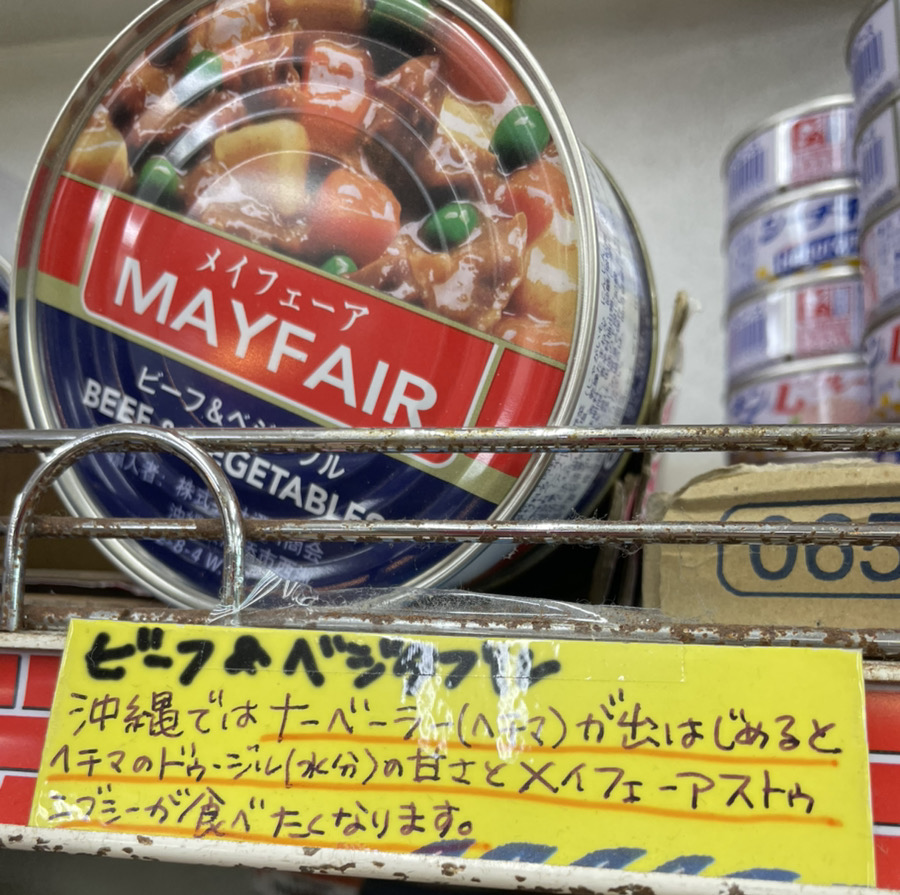 メイフェーア
MAYFAIR
ビーフ&ベジ ブル
BEEF & VEGETABLES
065
ビーフ&ベジタブル
沖縄ではナーベーラー(ヘチマ)が出はじめると
ヘチマのドゥージル(水分)の甘さとメイフェーアストゥ
ニブシーが食べたくなります。